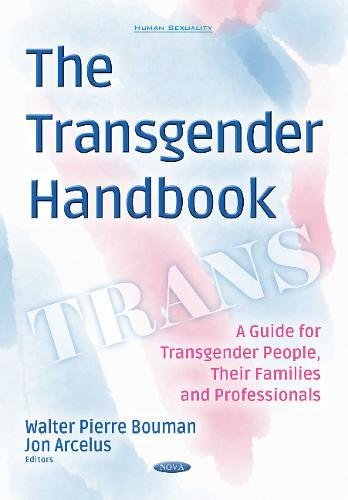 HUMAN SEXUALITY
The
Transgender
Handbook
TRANS
A Guide for
Transgender People,
Their Families
and Professionals
Walter Pierre Bouman
Jon Arcelus
Editors
NOVA